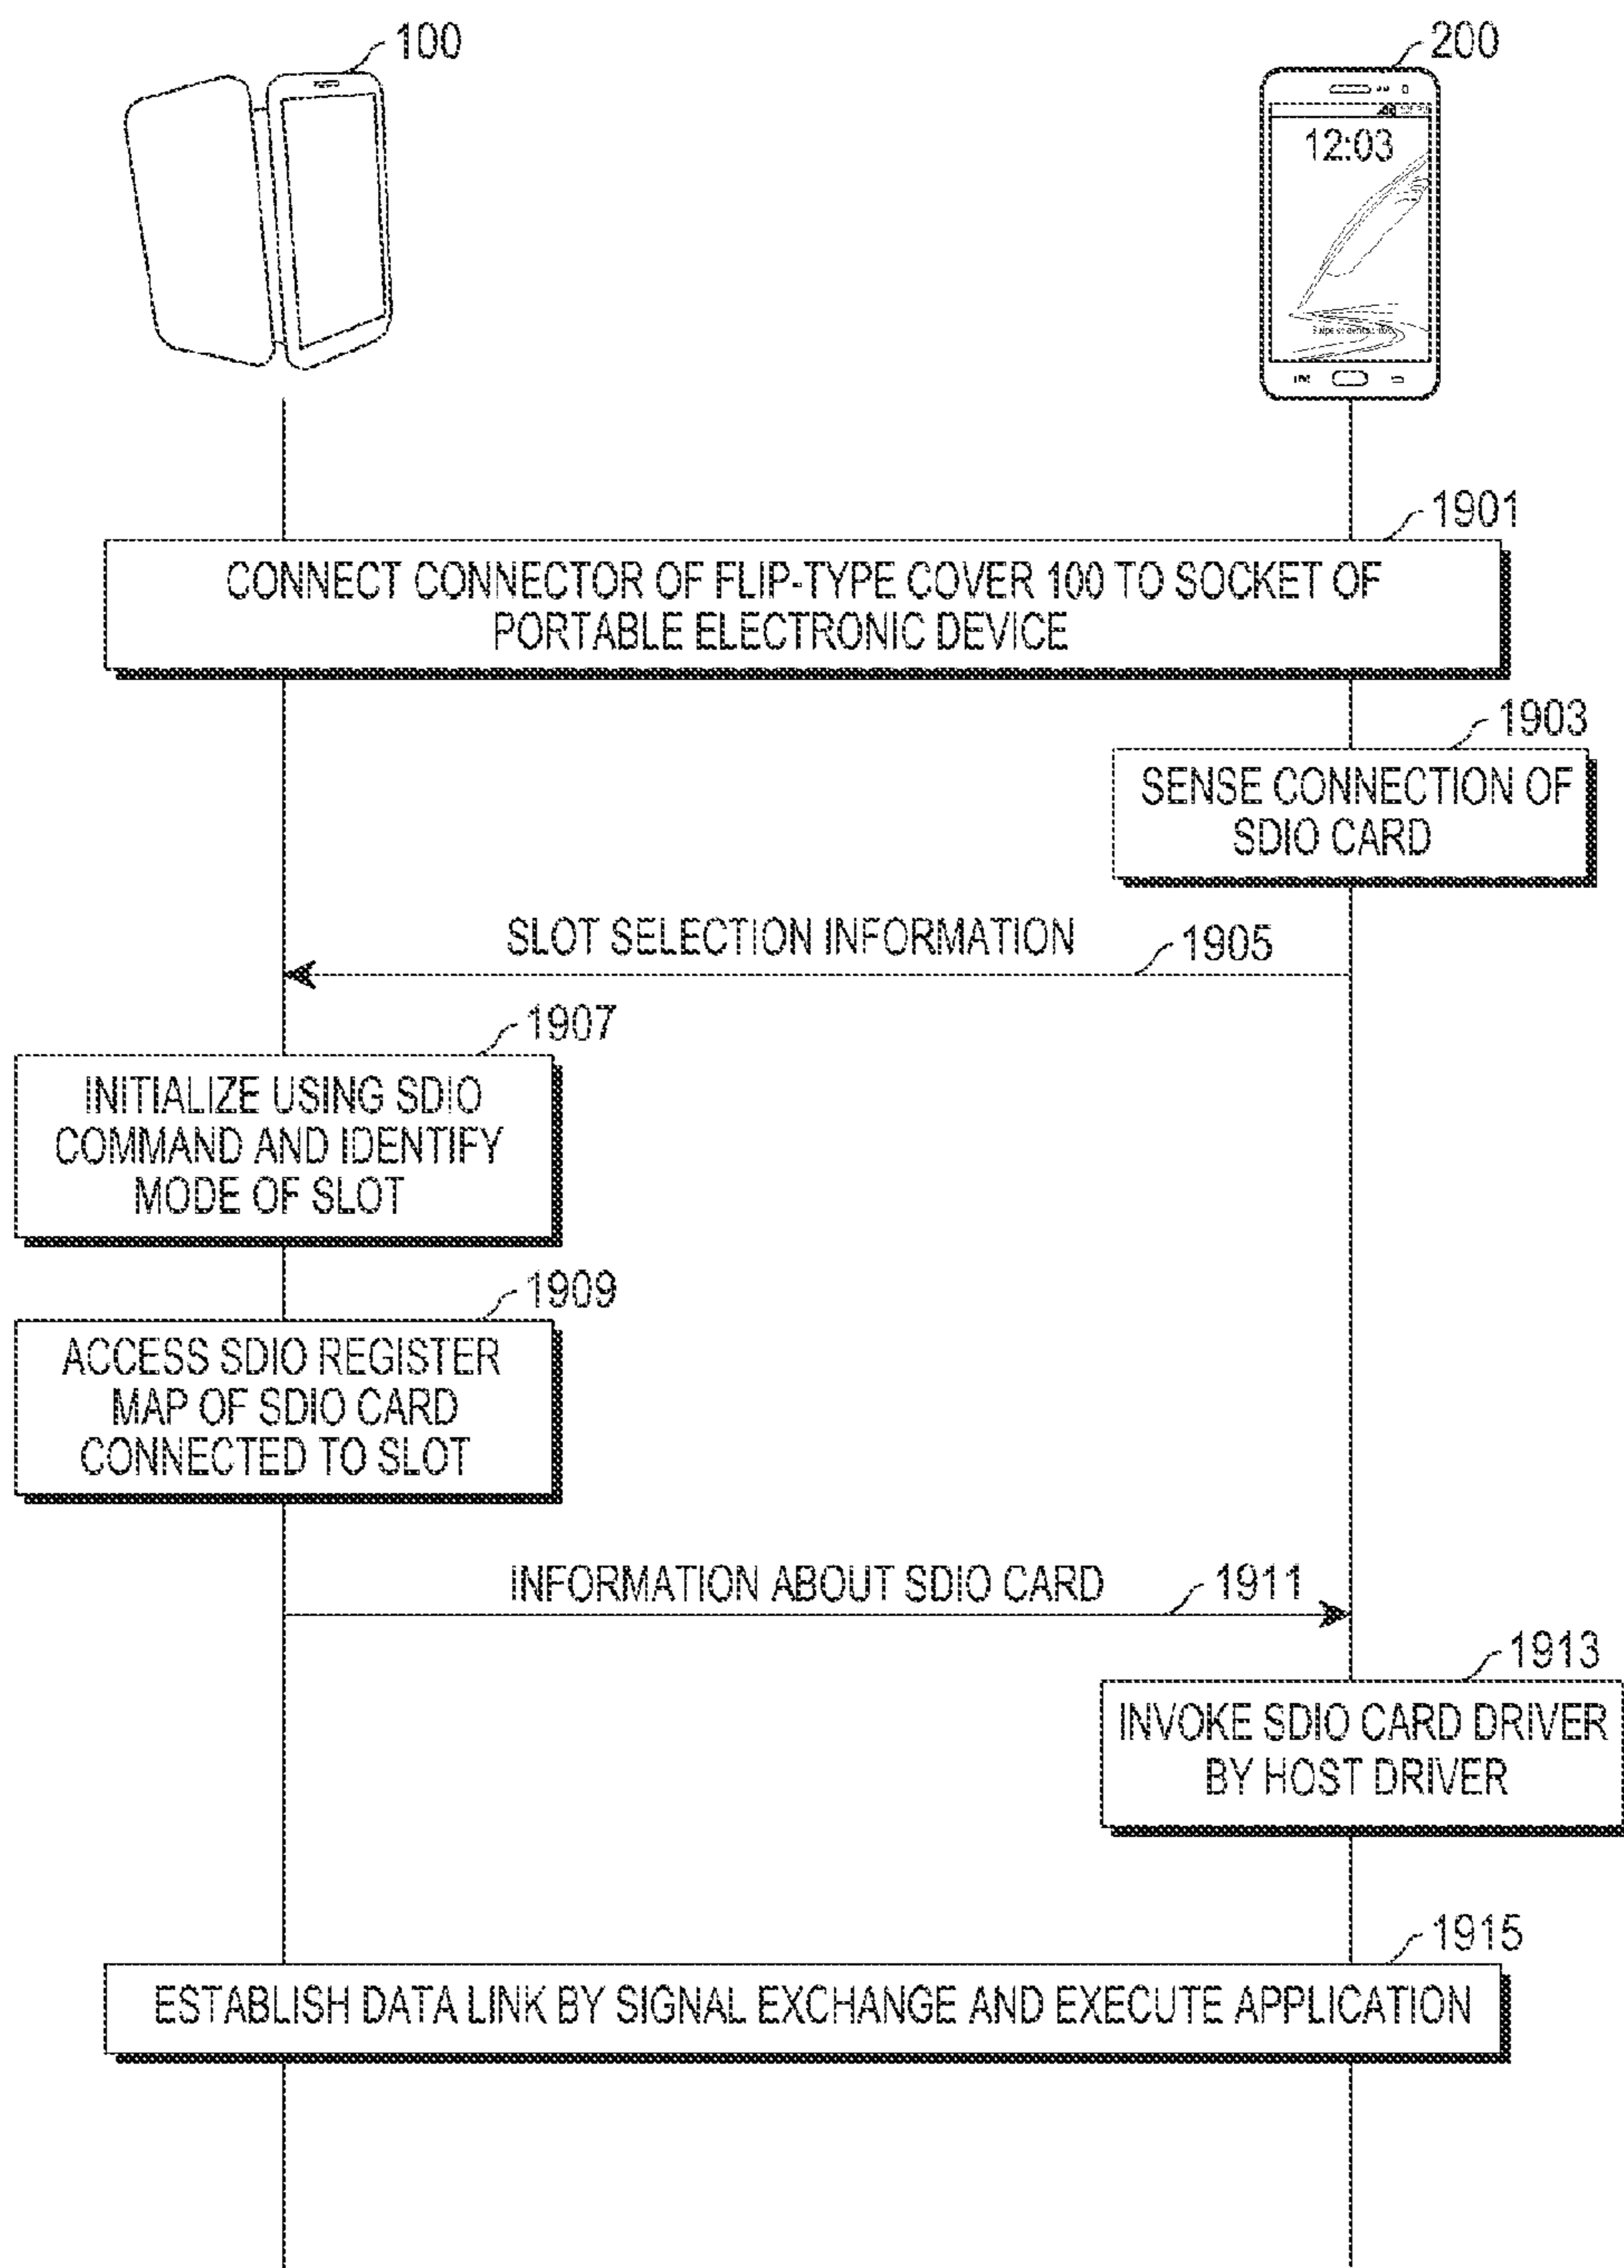 100
200
12:03
1901
CONNECT CONNECTOR OF FLIP-TYPE COVER 100 TO SOCKET OF
PORTABLE ELECTRONIC DEVICE
1903
SENSE CONNECTION OF
SDIO CARD
SLOT SELECTION INFORMATION
1905
1907
INITIALIZE USING SDIO
COMMAND AND IDENTIFY
MODE OF SLOT
1909
ACCESS SDIO REGISTER
MAP OF SDIO CARD
CONNECTED TO SLOT
INFORMATION ABOUT SDIO CARD
1911
1913
INVOKE SDIO CARD DRIVER
BY HOST DRIVER
1915
ESTABLISH DATA LINK BY SIGNAL EXCHANGE AND EXECUTE APPLICATION